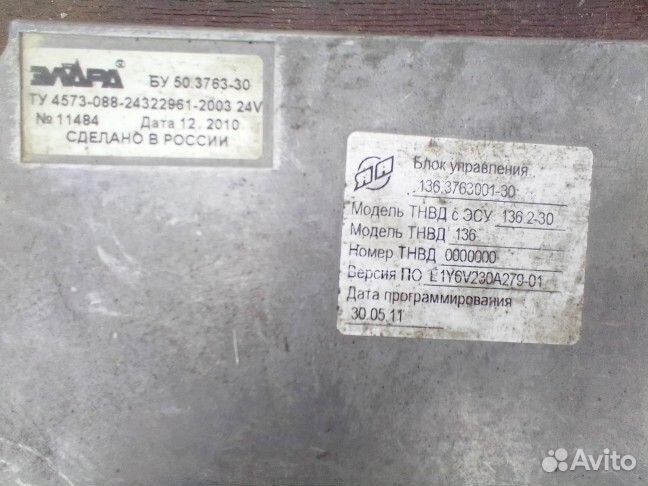 ЭЛАРА® БУ 50.3763-30
ТУ 4573-088-24322961-2003 24V
№ 11484 Дата 12. 2010
СДЕЛАНО В РОССИИ
Блок управления
136.3763001-30
Модель ТНВД с ЭСУ 136.2-30
Модель ТНВД 136
Номер ТНВД 0000000
Версия ПО E1Y6V230A279-01
Дата программирования
30.05.11
Avito